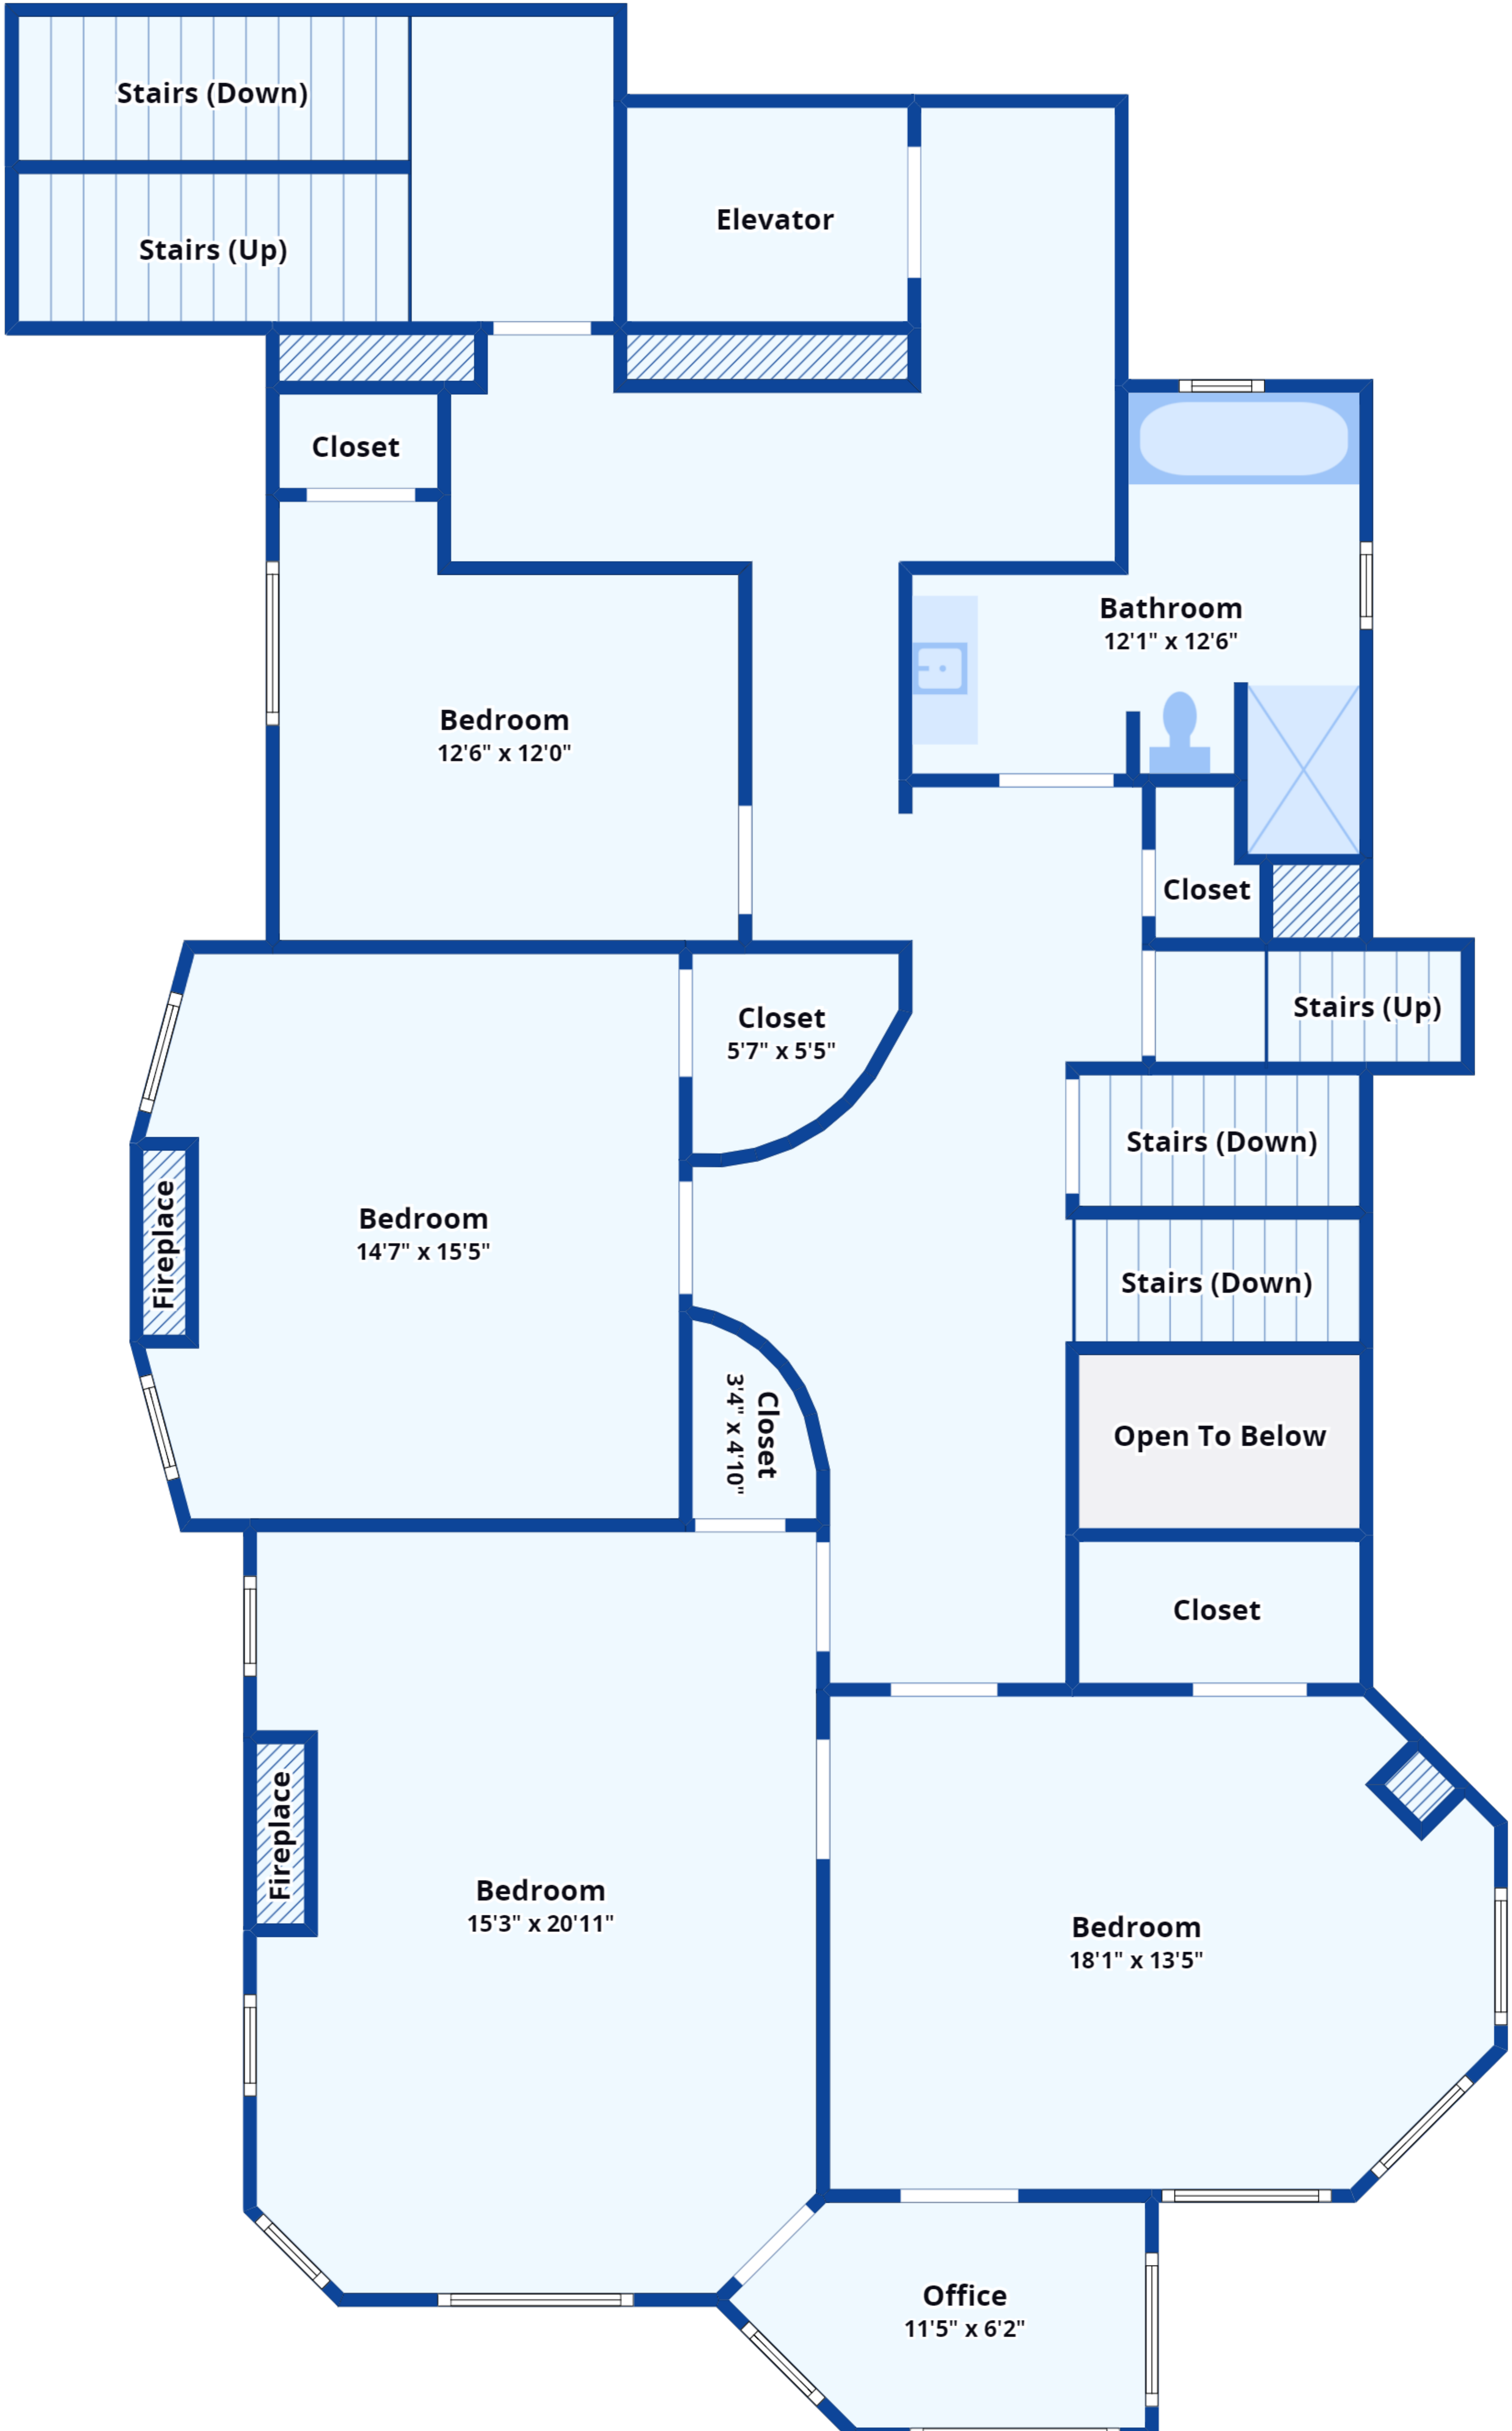 Stairs (Down)
Stairs (Up)
Elevator
Closet
Bathroom
12'1" x 12'6"
Bedroom
12'6" x 12'0"
Closet
Stairs (Up)
Closet
5'7" x 5'5"
Stairs (Down)
Fireplace
Bedroom
14'7" x 15'5"
Stairs (Down)
Closet
3'4" x 4'10"
Open To Below
Closet
Fireplace
Bedroom
15'3" x 20'11"
Bedroom
18'1" x 13'5"
Office
11'5" x 6'2"